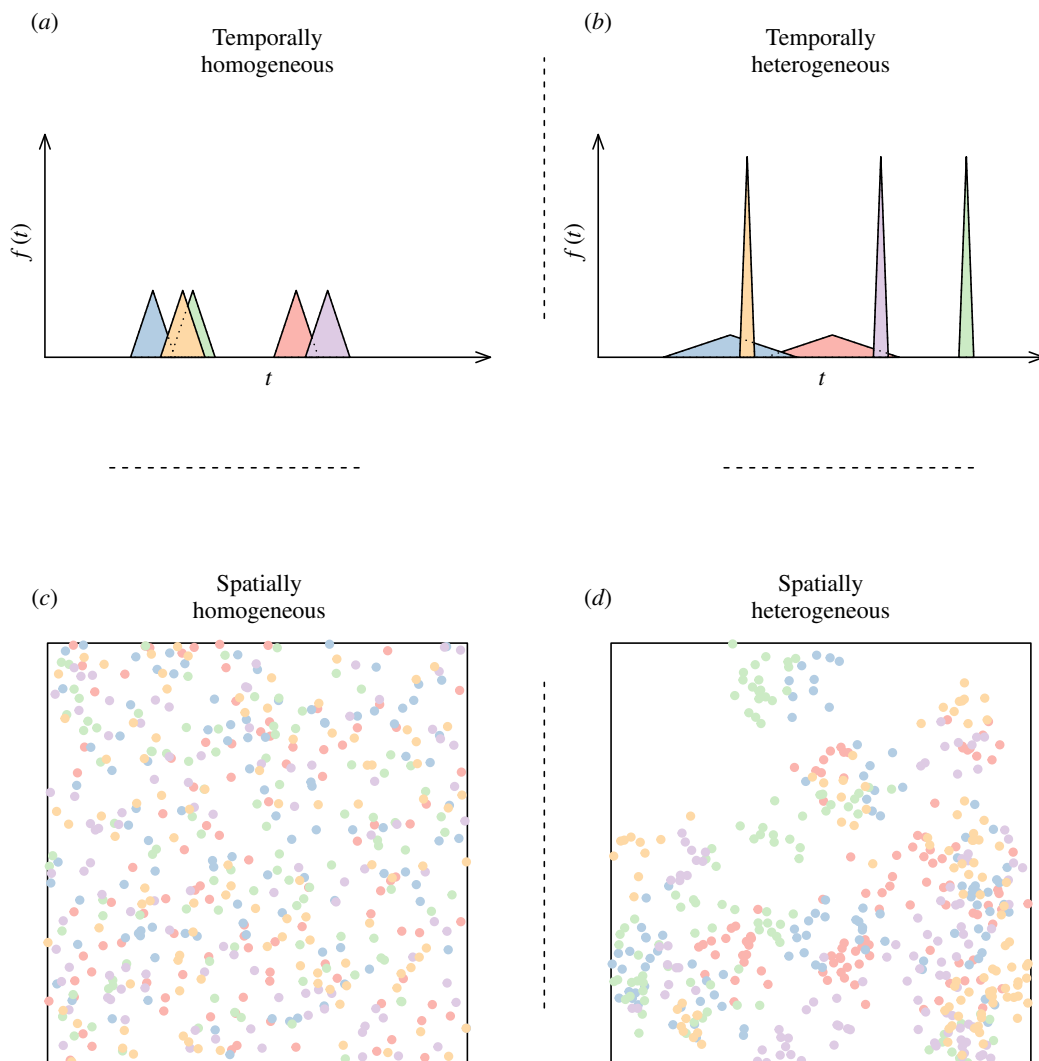 (a)
Temporally
homogeneous
f (t)
t
(b)
Temporally
heterogeneous
f (t)
t
(c)
Spatially
homogeneous
(d)
Spatially
heterogeneous